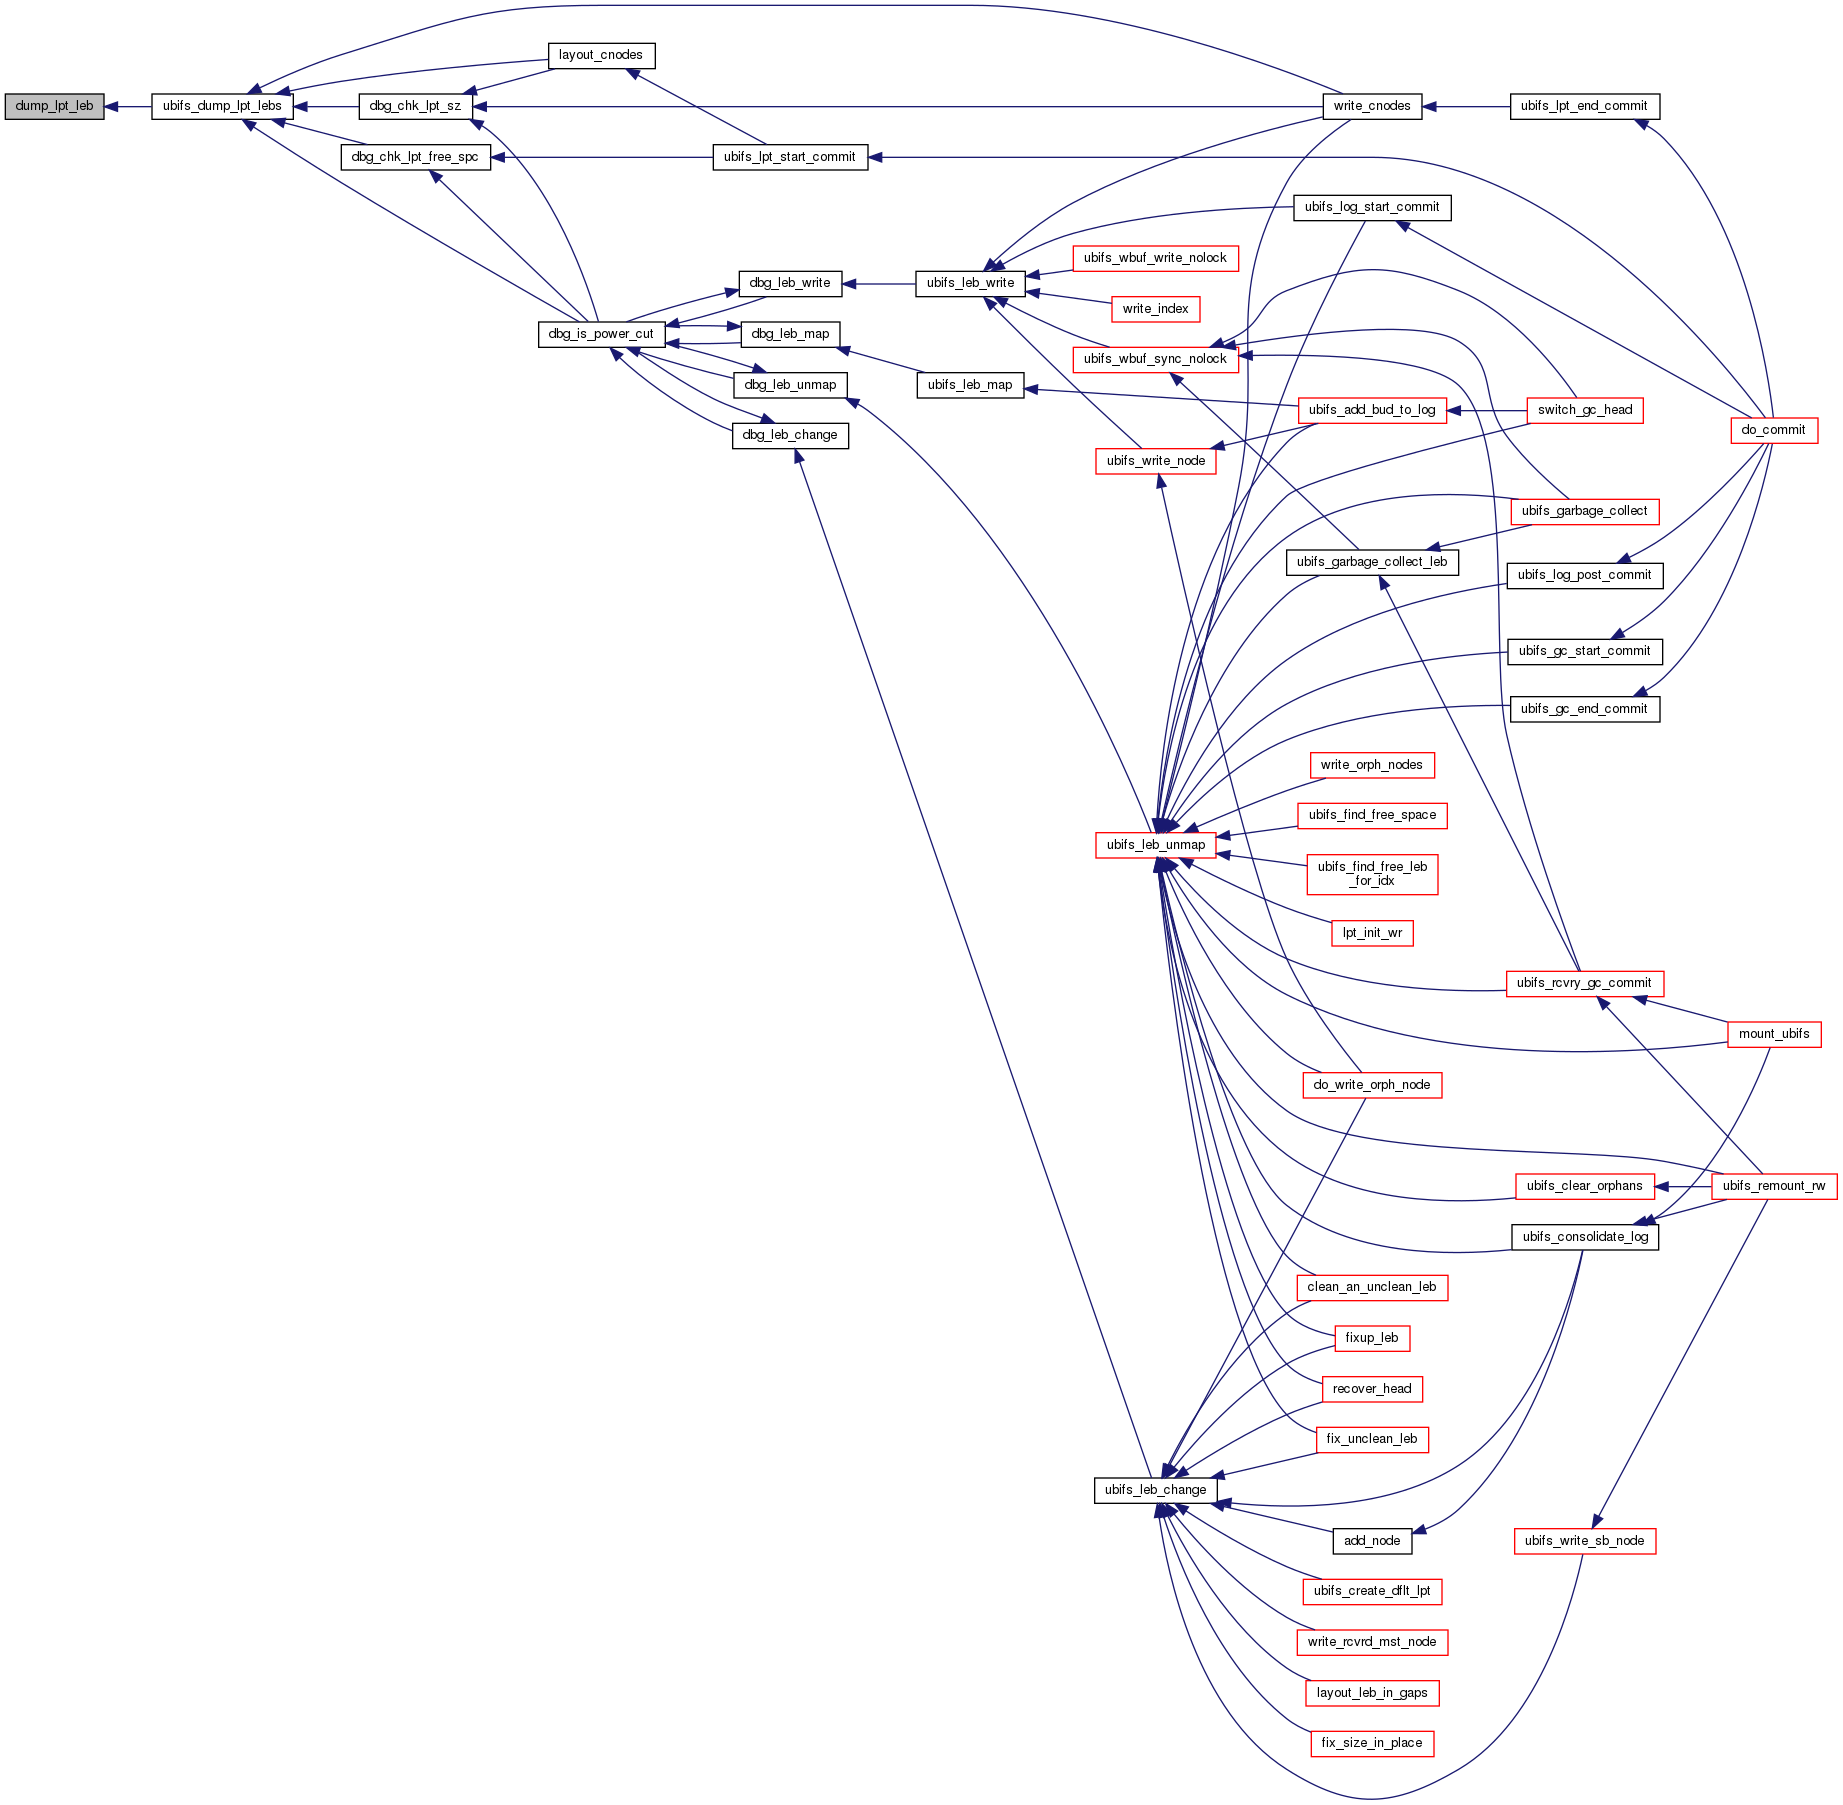 dump_lpt_leb
ubifs_dump_lpt_lebs
layout_cnodes
dbg_chk_lpt_sz
dbg_chk_lpt_free_spc
ubifs_lpt_start_commit
write_cnodes
ubifs_lpt_end_commit
dbg_is_power_cut
dbg_leb_write
dbg_leb_map
dbg_leb_unmap
dbg_leb_change
ubifs_leb_write
ubifs_leb_map
ubifs_log_start_commit
ubifs_wbuf_write_nolock
write_index
ubifs_wbuf_sync_nolock
ubifs_add_bud_to_log
switch_gc_head
do_commit
ubifs_write_node
ubifs_garbage_collect
ubifs_garbage_collect_leb
ubifs_log_post_commit
ubifs_gc_start_commit
ubifs_gc_end_commit
write_orph_nodes
ubifs_find_free_space
ubifs_leb_unmap
ubifs_find_free_leb
_for_idx
lpt_init_wr
ubifs_rcvry_gc_commit
mount_ubifs
do_write_orph_node
ubifs_clear_orphans
ubifs_remount_rw
ubifs_consolidate_log
clean_an_unclean_leb
fixup_leb
recover_head
fix_unclean_leb
ubifs_leb_change
add_node
ubifs_write_sb_node
ubifs_create_dflt_lpt
write_rcvrd_mst_node
layout_leb_in_gaps
fix_size_in_place